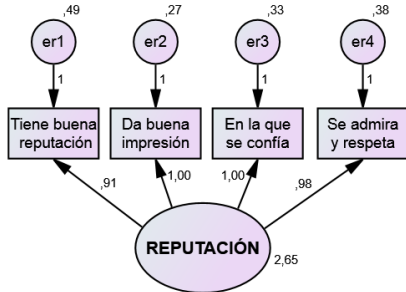 ,49
,27
,33
,38
er1
er2
er3
er4
1
1
1
1
Tiene buena
reputación
Da buena
impresión
En la que
se confía
Se admira
y respeta
,91
1,00
1,00
,98
REPUTACIÓN
2,65